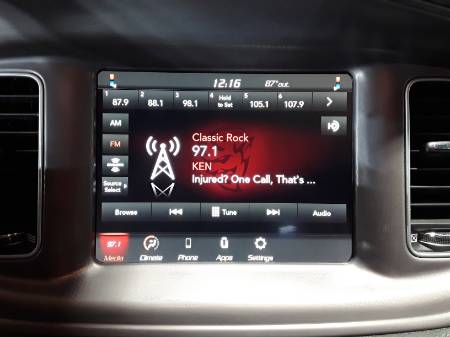 12:16 87°out
1 2 3 4 5 6
87.9 88.1 98.1 Hold to Set 105.1 107.9
AM
FM
Source Select
Classic Rock
97.1
KEN
Injured? One Call, That's ...
HD
Browse Tune Audio
97.1
Media Climate Phone Apps Settings